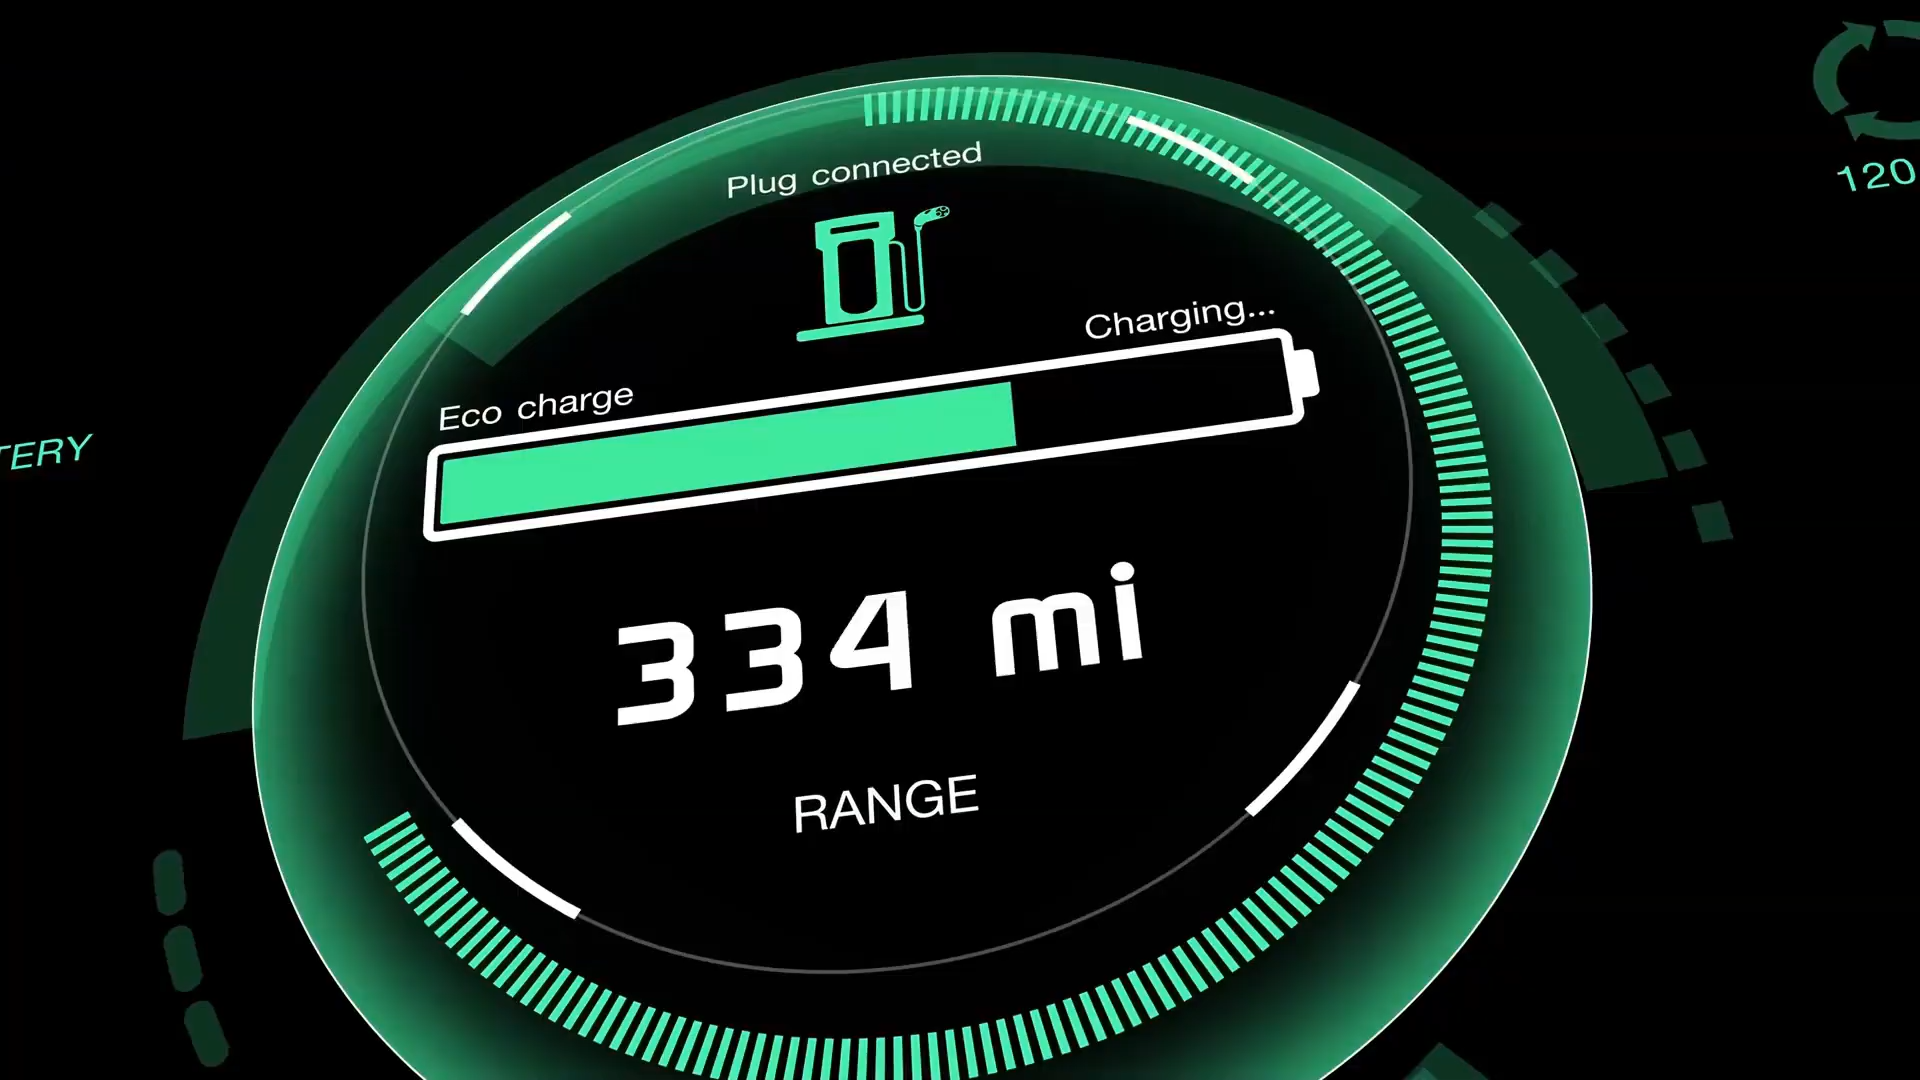 120
Plug connected
Charging...
Eco charge
TERY
334 mi
RANGE